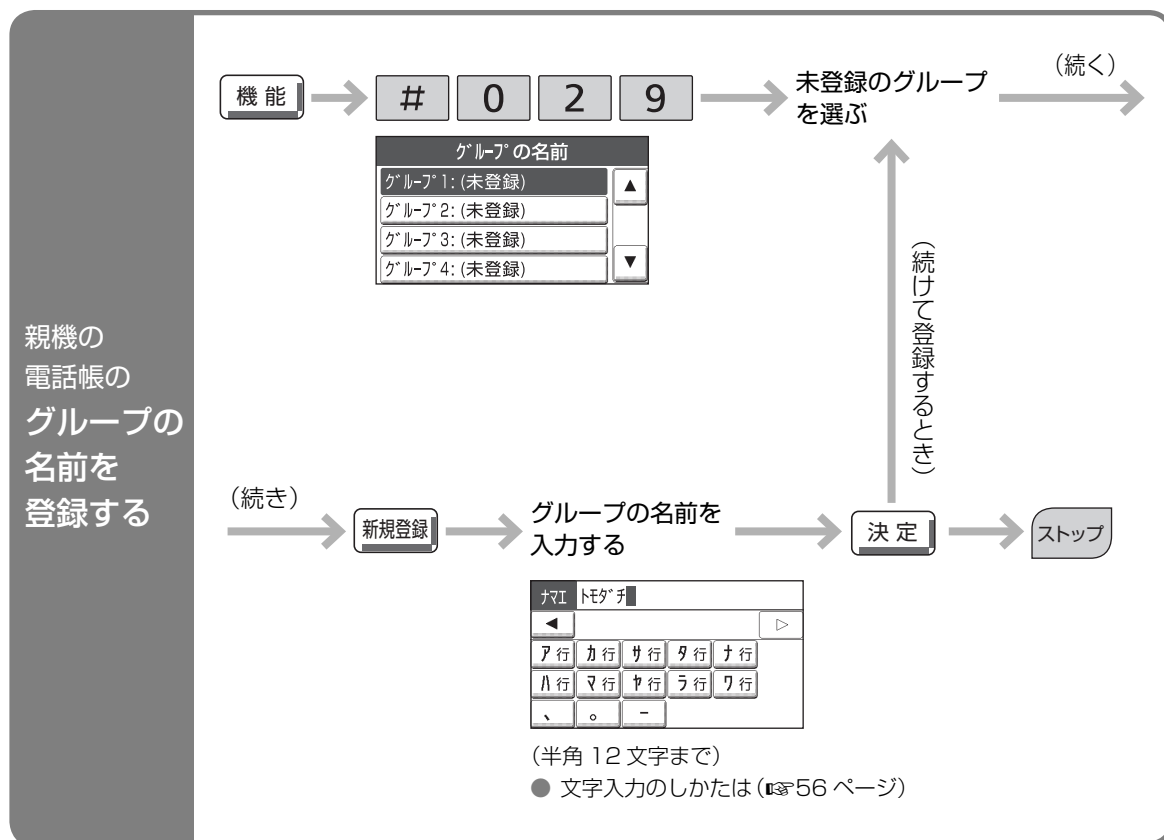 親機の
電話帳の
グループの
名前を
登録する
機能
# 0 2 9
未登録のグループ
を選ぶ
(続く)
グループの名前
グループ1:(未登録)
グループ2:(未登録)
グループ3:(未登録)
グループ4:(未登録)
▲
▼
(続けて登録するとき)
(続き)
新規登録
グループの名前を
入力する
決定
ストップ
ナマエ トモダチ
◀ ▷
ア行 カ行 サ行 タ行 ナ行
ハ行 マ行 ヤ行 ラ行 ワ行
、 。 −
(半角 12 文字まで)
● 文字入力のしかたは(☞56 ページ)